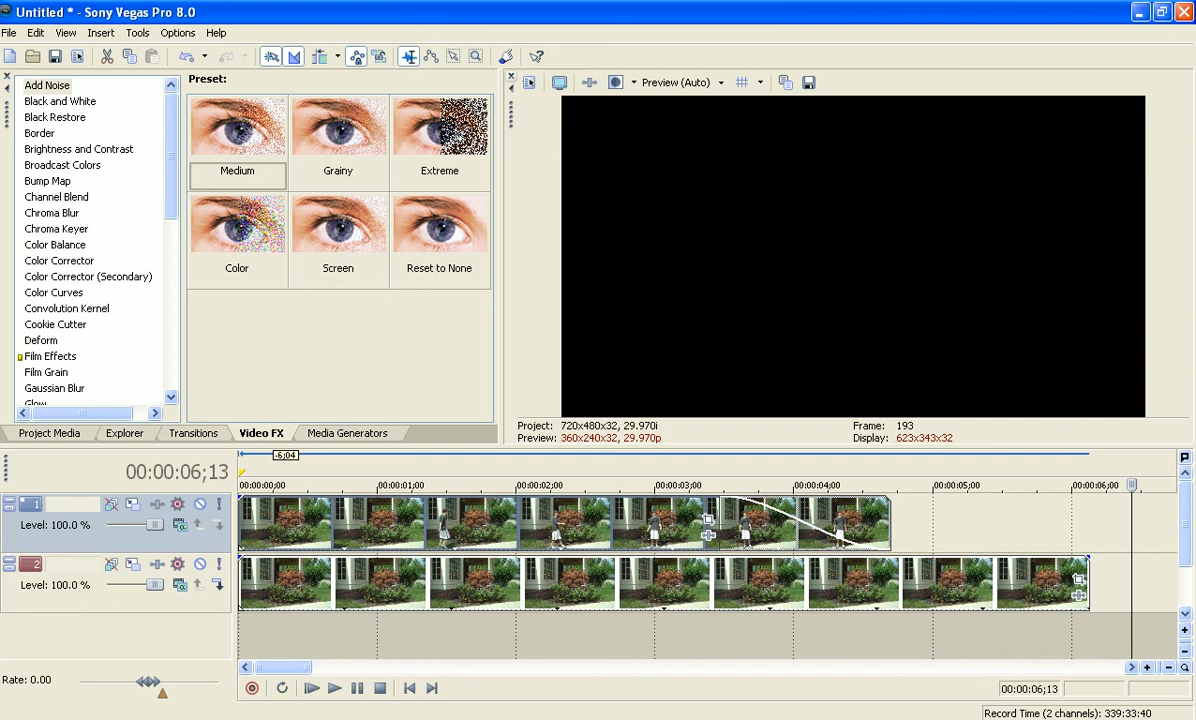 Untitled * - Sony Vegas Pro 8.0
File Edit View Insert Tools Options Help
Preset:
Preview (Auto)
Add Noise
Black and White
Black Restore
Border
Brightness and Contrast
Broadcast Colors
Bump Map
Channel Blend
Chroma Blur
Chroma Keyer
Color Balance
Color Corrector
Color Corrector (Secondary)
Color Curves
Convolution Kernel
Cookie Cutter
Deform
Film Effects
Film Grain
Gaussian Blur
Glow
Medium Grainy Extreme
Color Screen Reset to None
Project: 720x480x32, 29.970i
Preview: 360x240x32, 29.970p
Frame: 193
Display: 623x343x32
Project Media Explorer Transitions Video FX Media Generators
-6;04
00:00:06;13
00:00:00;00 00:00:01;00 00:00:02;00 00:00:03;00 00:00:04;00 00:00:05;00 00:00:06;00
1
Level: 100.0 %
2
Level: 100.0 %
Rate: 0.00
00:00:06;13
Record Time (2 channels): 339:33:40